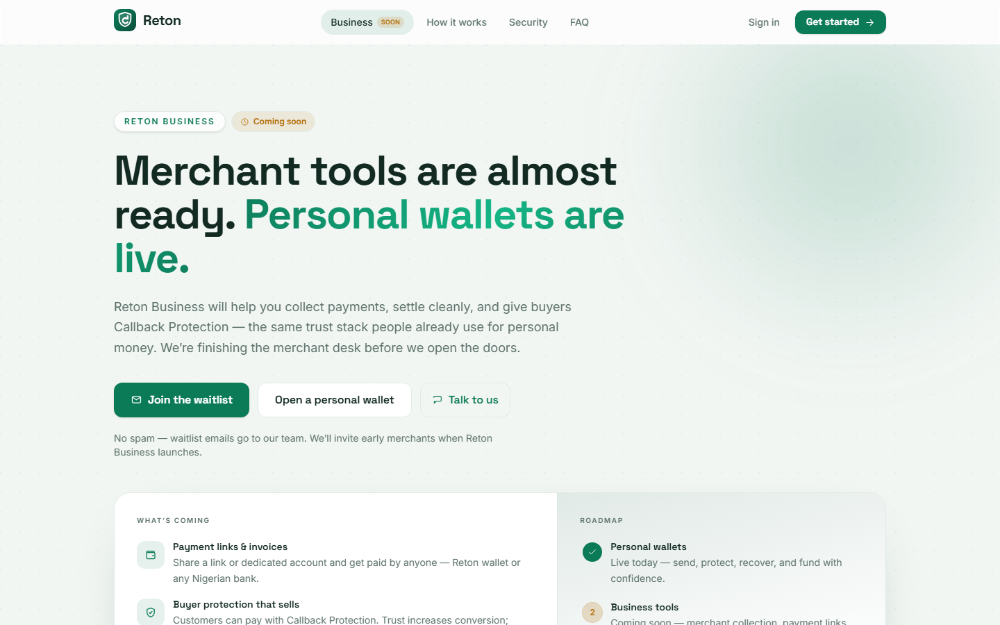 Reton
Business SOON
How it works
Security
FAQ
Sign in
Get started
RETON BUSINESS
Coming soon
Merchant tools are almost
ready. Personal wallets are
live.
Reton Business will help you collect payments, settle cleanly, and give buyers
Callback Protection — the same trust stack people already use for personal
money. We’re finishing the merchant desk before we open the doors.
Join the waitlist
Open a personal wallet
Talk to us
No spam — waitlist emails go to our team. We’ll invite early merchants when Reton
Business launches.
WHAT’S COMING
Payment links & invoices
Share a link or dedicated account and get paid by anyone — Reton wallet or
any Nigerian bank.
Buyer protection that sells
Customers can pay with Callback Protection. Trust increases conversion;
ROADMAP
Personal wallets
Live today — send, protect, recover, and fund with
confidence.
2
Business tools
Coming soon — merchant collection, payment links,